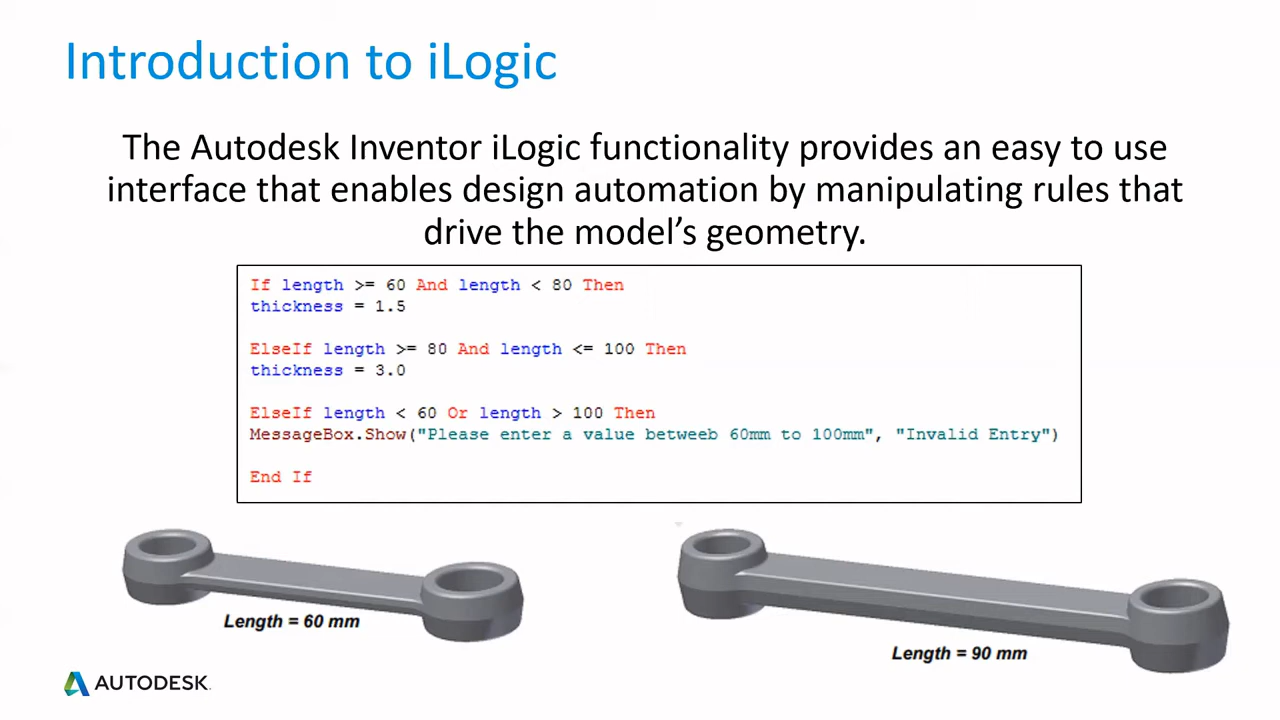 Introduction to iLogic
The Autodesk Inventor iLogic functionality provides an easy to use
interface that enables design automation by manipulating rules that
drive the model’s geometry.
If length >= 60 And length < 80 Then
thickness = 1.5
ElseIf length >= 80 And length <= 100 Then
thickness = 3.0
ElseIf length < 60 Or length > 100 Then
MessageBox.Show("Please enter a value betweeb 60mm to 100mm", "Invalid Entry")
End If
Length = 60 mm
Length = 90 mm
AUTODESK.